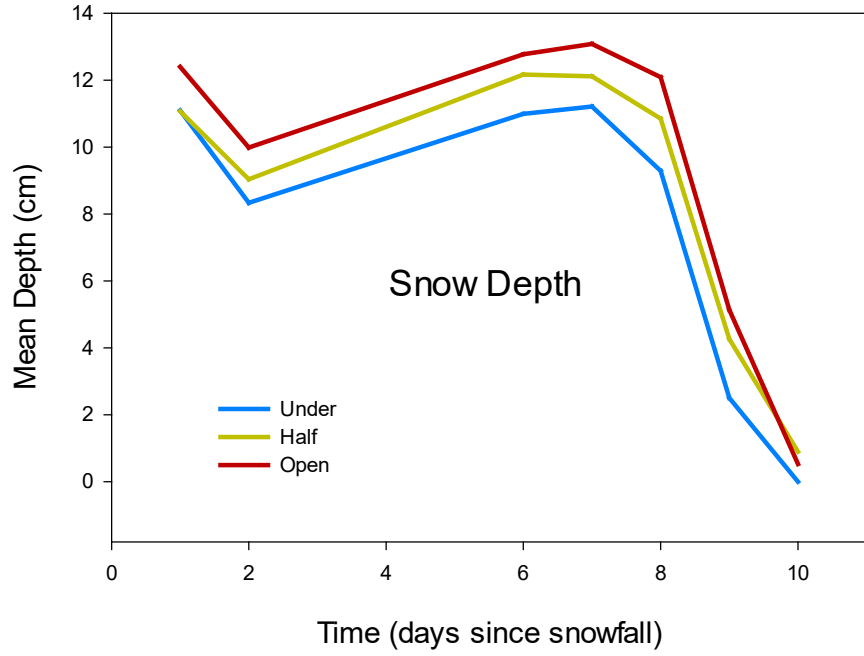 14
12
10
8
6
4
2
0
Mean Depth (cm)
Snow Depth
Under
Half
Open
0 2 4 6 8 10
Time (days since snowfall)